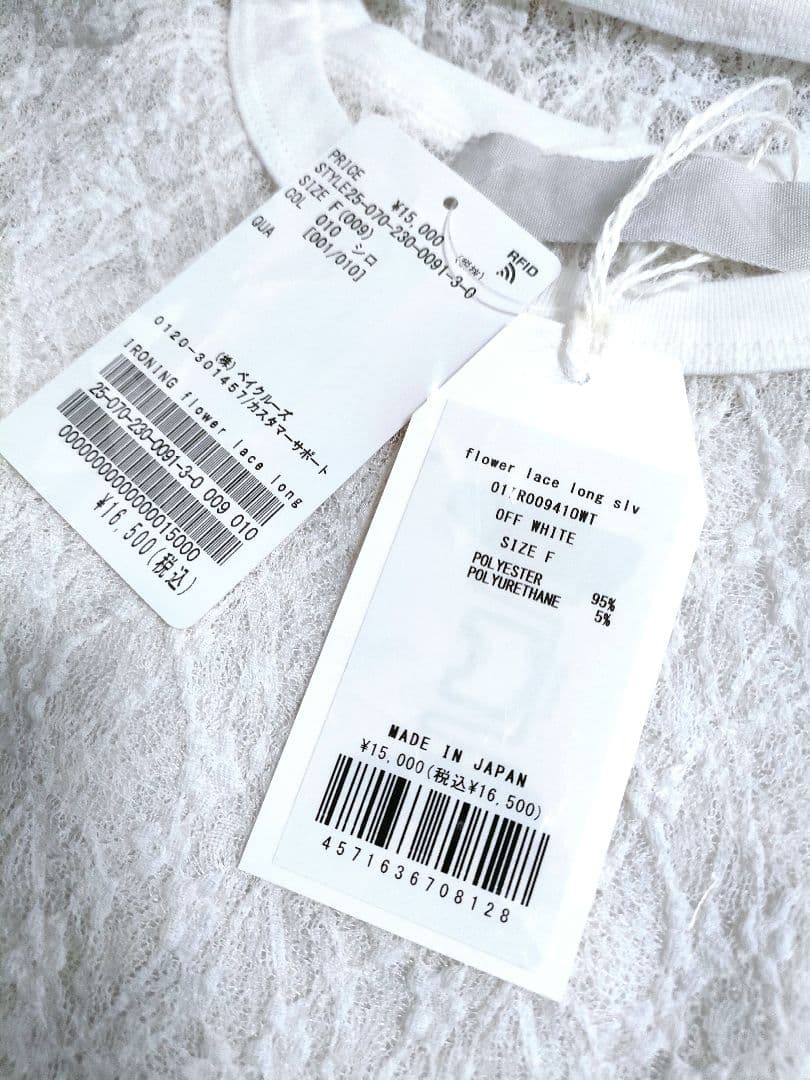 PRICE ¥15,000 (税抜)
STYLE25-070-230-0091-3-0
SIZE F(009)
COL 010 シロ
[001/010]
QUA
RFID
(株)ベイクルーズ
0120-301457/カスタマーサポート
IRONING flower lace long
25-070-230-0091-3-0 009 010
0000000000000015000
¥16,500(税込)
flower lace long slv
OFF WHITE
SIZE F
POLYESTER 95%
POLYURETHANE 5%
MADE IN JAPAN
¥15,000(税込¥16,500)
4571636708128